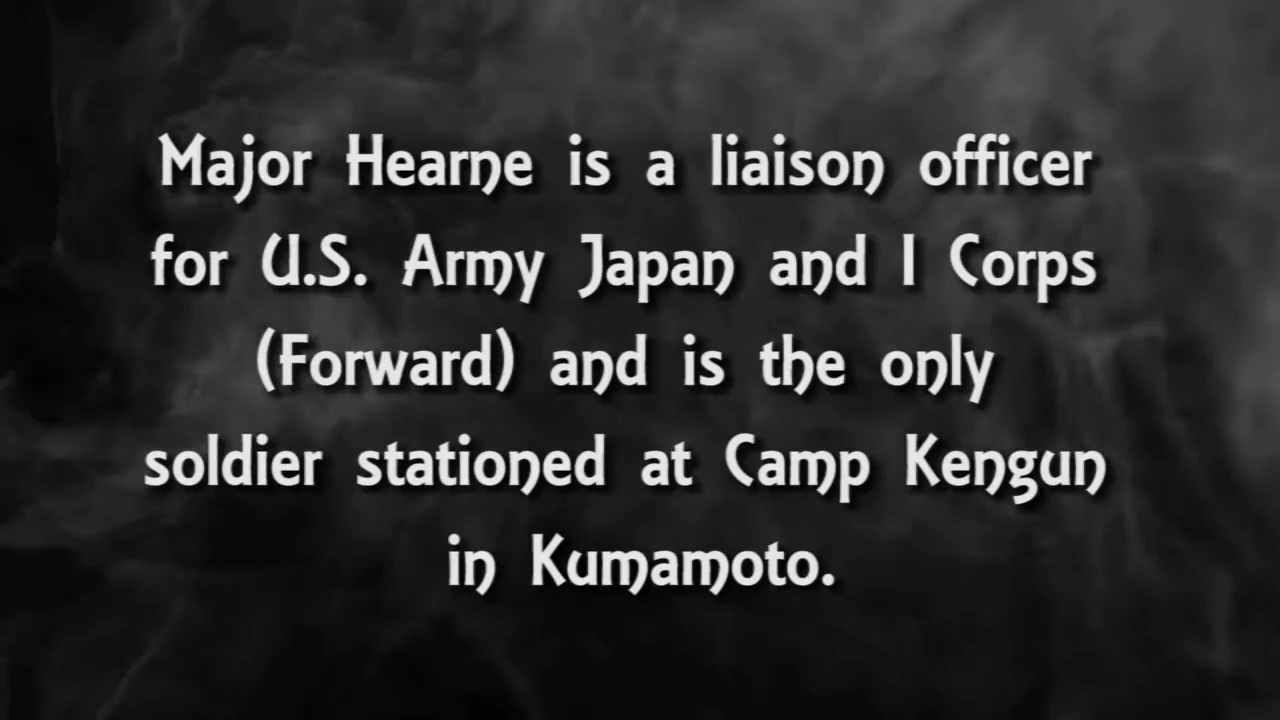 Major Hearne is a liaison officer
for U.S. Army Japan and I Corps
(Forward) and is the only
soldier stationed at Camp Kengun
in Kumamoto.